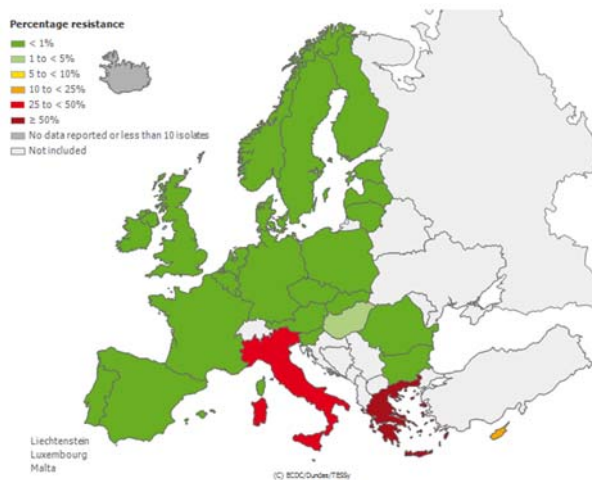 Percentage resistance
< 1%
1 to < 5%
5 to < 10%
10 to < 25%
25 to < 50%
≥ 50%
No data reported or less than 10 isolates
Not included
Liechtenstein
Luxembourg
Malta
(C) ECDC/Dundas/TESSy